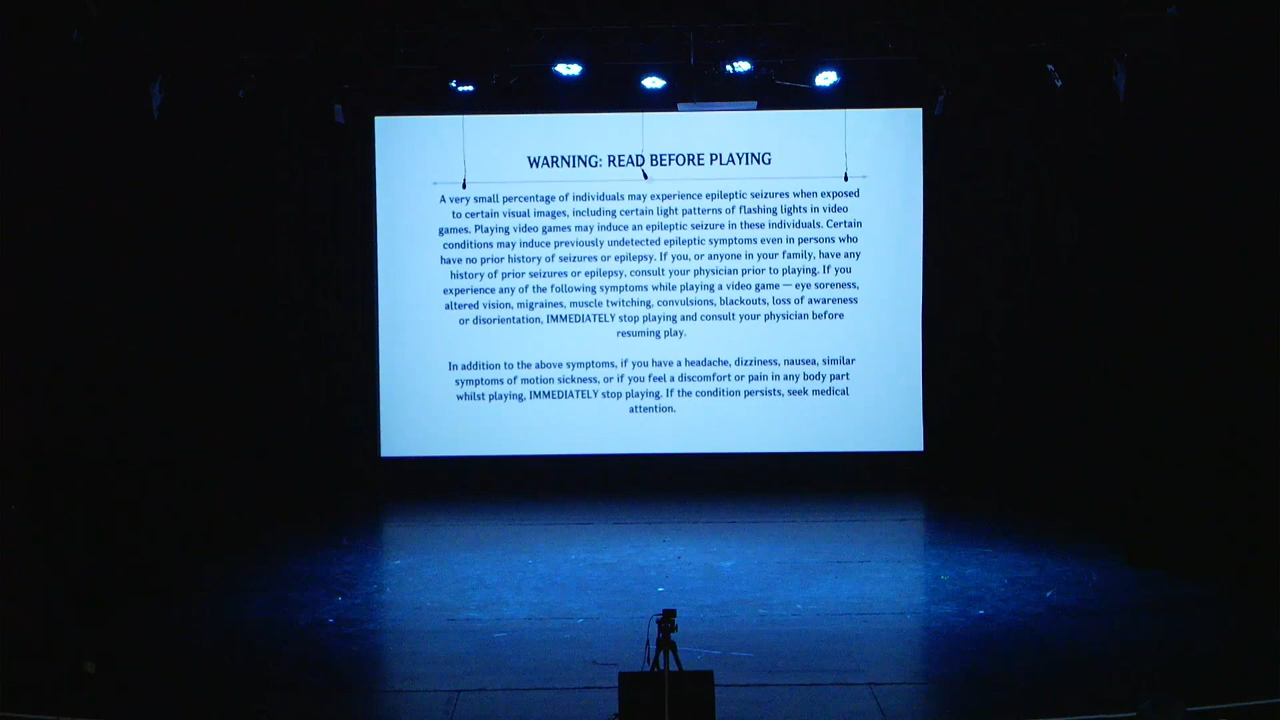 WARNING: READ BEFORE PLAYING
A very small percentage of individuals may experience epileptic seizures when exposed
to certain visual images, including certain light patterns of flashing lights in video
games. Playing video games may induce an epileptic seizure in these individuals. Certain
conditions may induce previously undetected epileptic symptoms even in persons who
have no prior history of seizures or epilepsy. If you, or anyone in your family, have any
history of prior seizures or epilepsy, consult your physician prior to playing. If you
experience any of the following symptoms while playing a video game — eye soreness,
altered vision, migraines, muscle twitching, convulsions, blackouts, loss of awareness
or disorientation, IMMEDIATELY stop playing and consult your physician before
resuming play.
In addition to the above symptoms, if you have a headache, dizziness, nausea, similar
symptoms of motion sickness, or if you feel a discomfort or pain in any body part
whilst playing, IMMEDIATELY stop playing. If the condition persists, seek medical
attention.